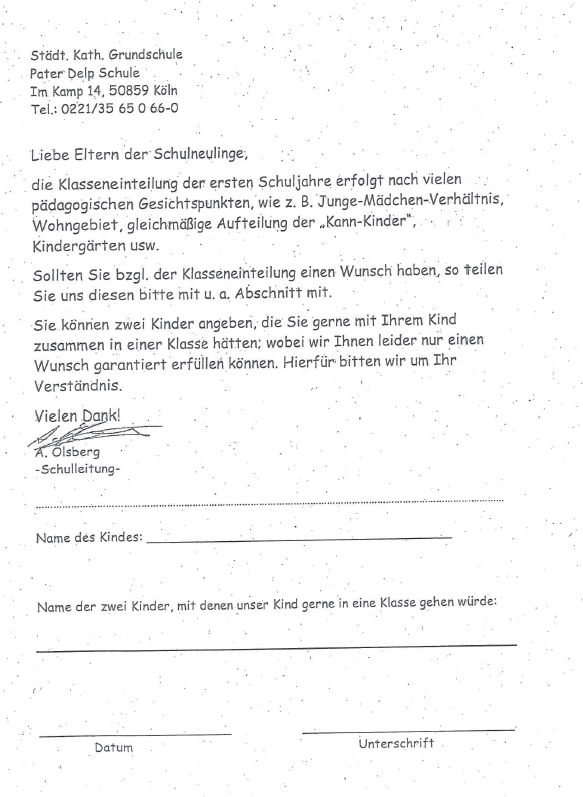 Städt. Kath. Grundschule
Pater Delp Schule
Im Kamp 14, 50859 Köln
Tel.: 0221/35 65 0 66-0
Liebe Eltern der Schulneulinge,
die Klasseneinteilung der ersten Schuljahre erfolgt nach vielen
pädagogischen Gesichtspunkten, wie z. B. Junge-Mädchen-Verhältnis,
Wohngebiet, gleichmäßige Aufteilung der „Kann-Kinder",
Kindergärten usw.
Sollten Sie bzgl. der Klasseneinteilung einen Wunsch haben, so teilen
Sie uns diesen bitte mit u. a. Abschnitt mit.
Sie können zwei Kinder angeben, die Sie gerne mit Ihrem Kind
zusammen in einer Klasse hätten; wobei wir Ihnen leider nur einen
Wunsch garantiert erfüllen können. Hierfür bitten wir um Ihr
Verständnis.
Vielen Dank!
A. Olsberg
-Schulleitung-
Name des Kindes:
Name der zwei Kinder, mit denen unser Kind gerne in eine Klasse gehen würde:
Datum Unterschrift